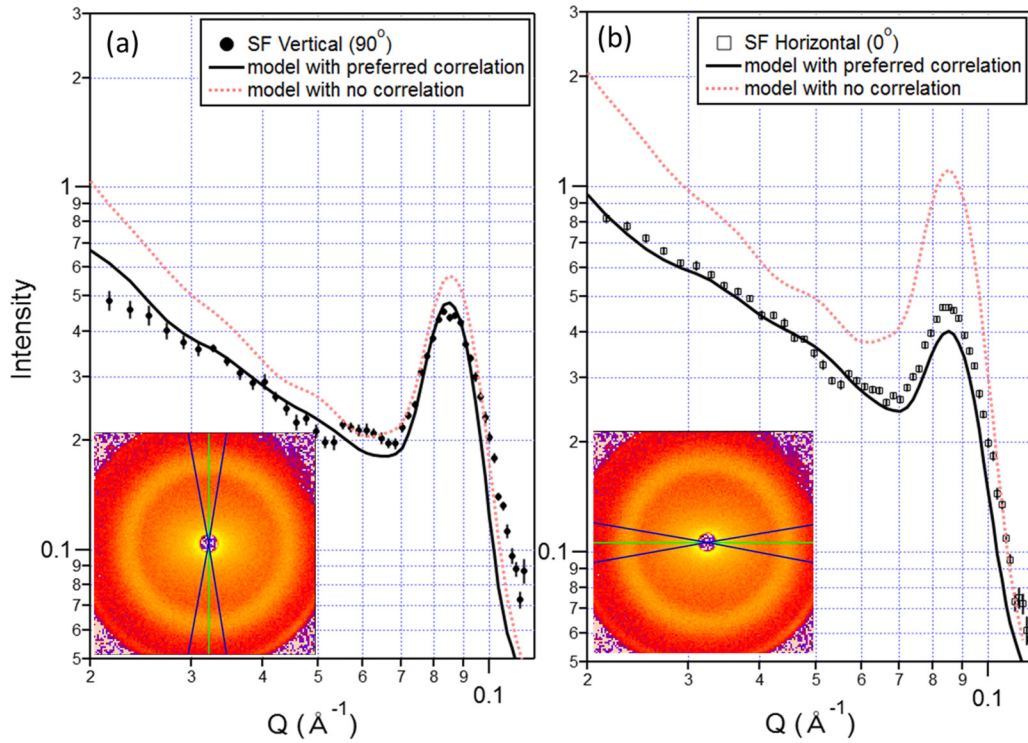 (a)
SF Vertical (90°)
model with preferred correlation
model with no correlation
3
2
1
9
8
7
6
5
4
3
2
0.1
9
8
7
6
5
Intensity
2 3 4 5 6 7 8 9 0.1
Q (Å⁻¹)
(b)
SF Horizontal (0°)
model with preferred correlation
model with no correlation
3
2
1
9
8
7
6
5
4
3
2
0.1
9
8
7
6
5
2 3 4 5 6 7 8 9 0.1
Q (Å⁻¹)